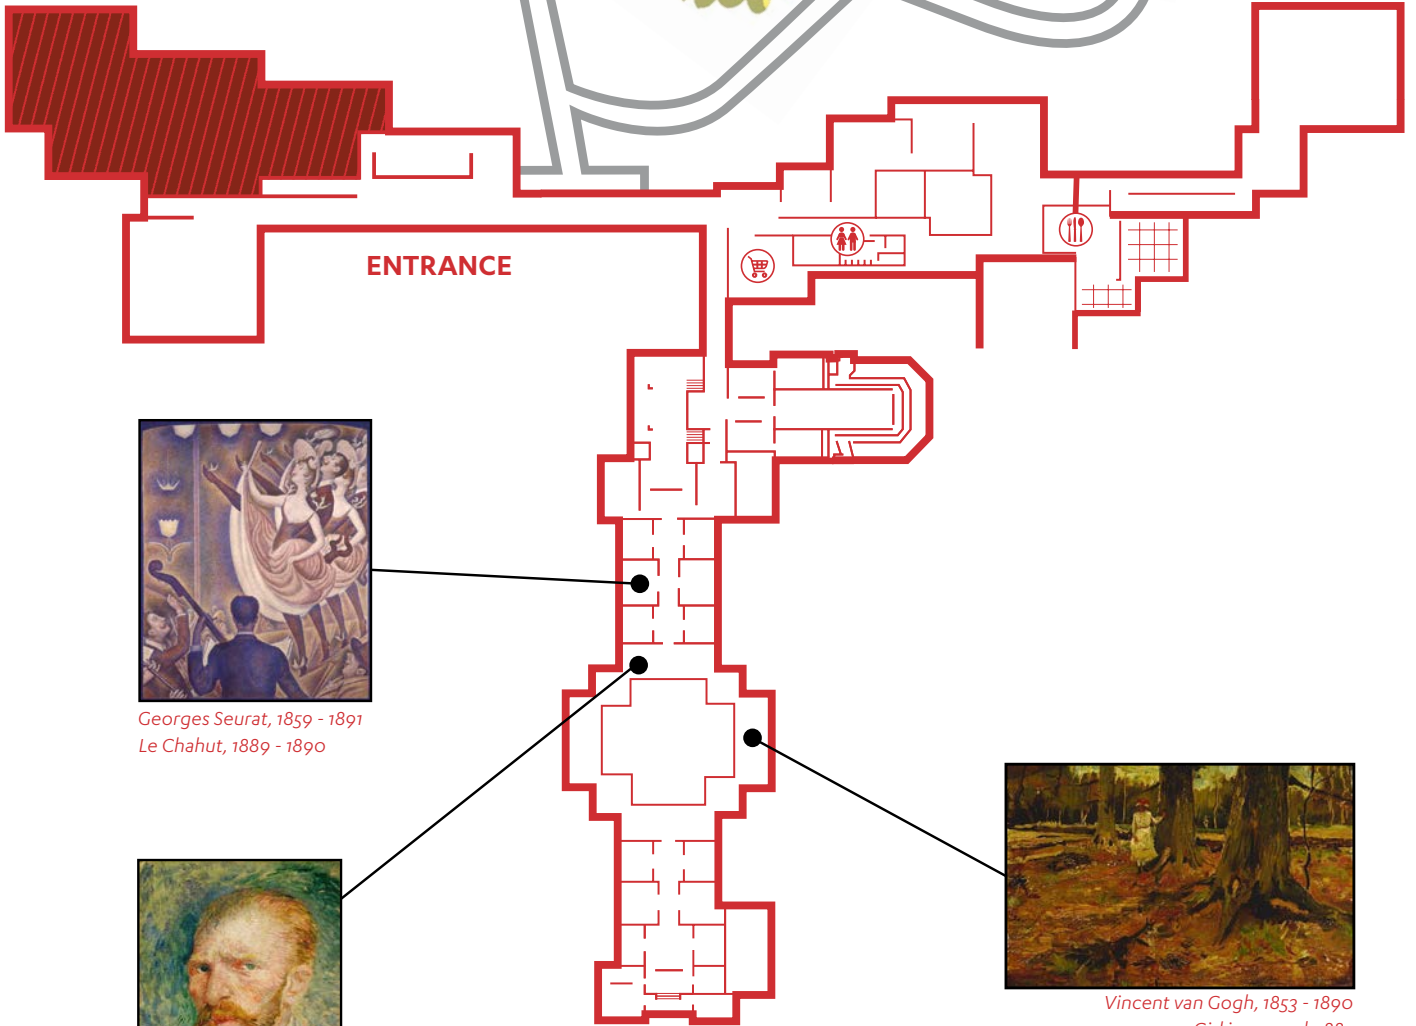 ENTRANCE
Georges Seurat, 1859 - 1891
Le Chahut, 1889 - 1890
Vincent van Gogh, 1853 - 1890